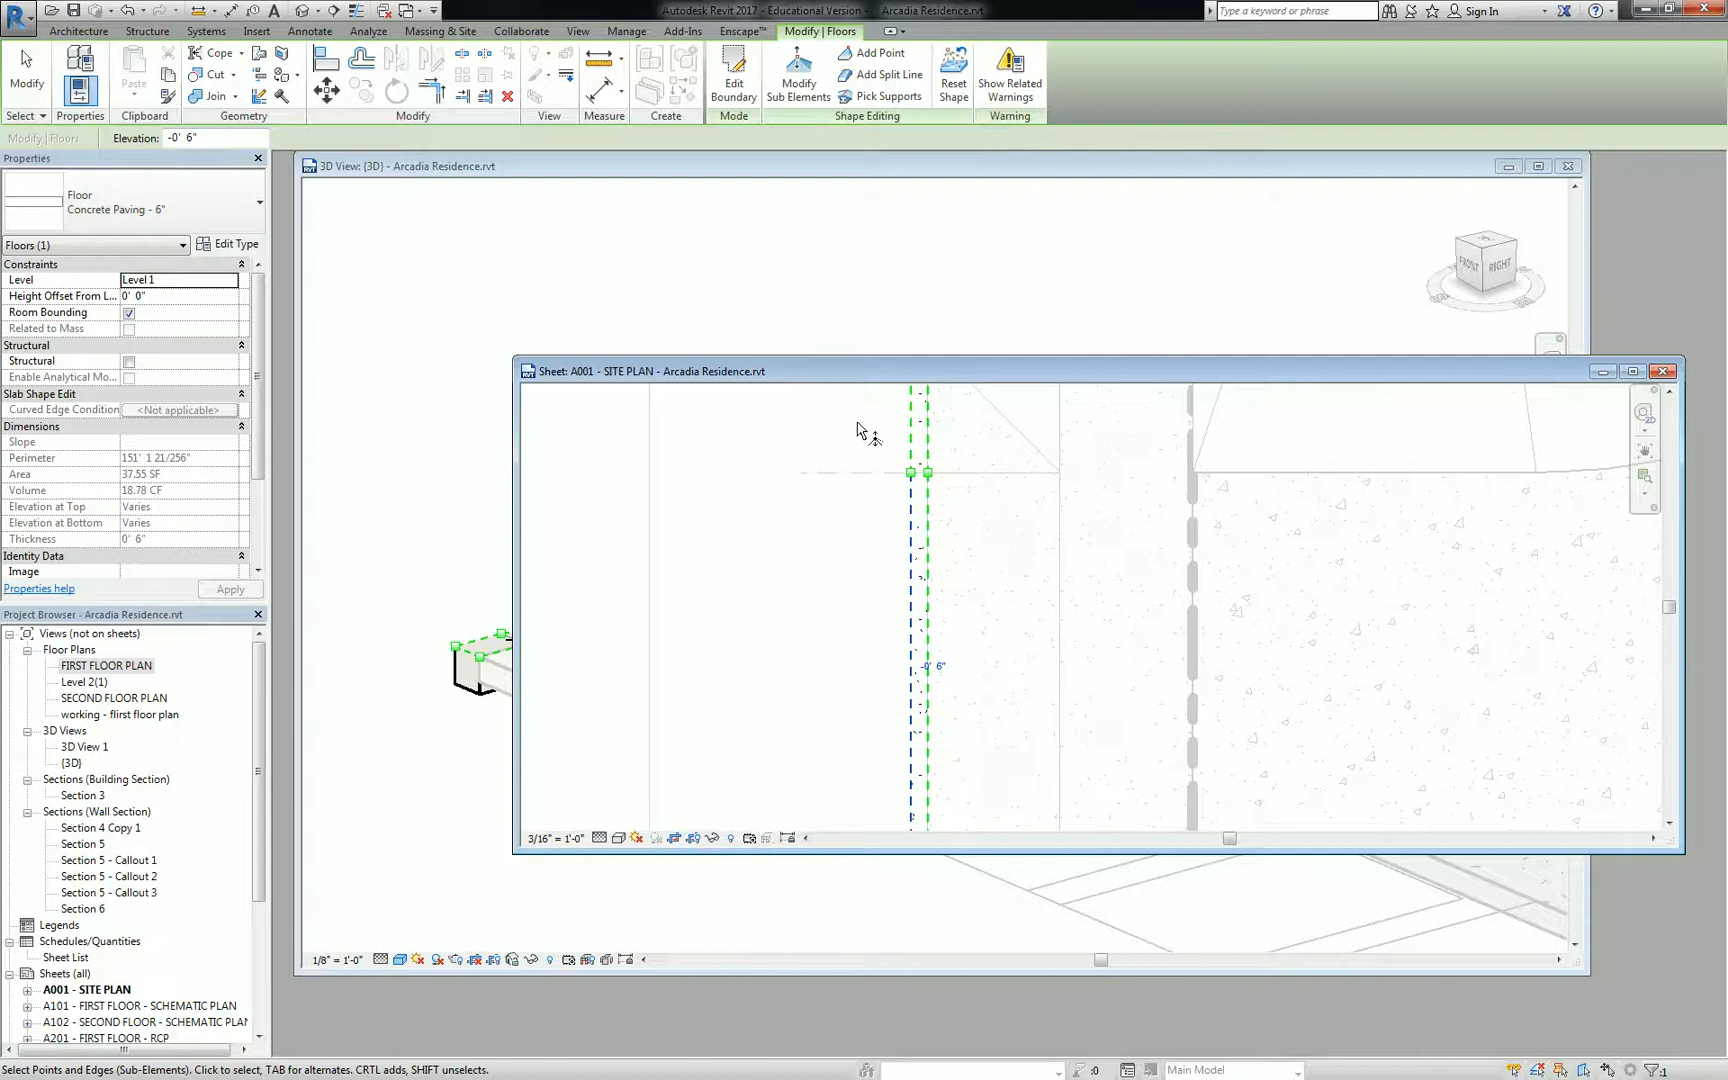 Autodesk Revit 2017 - Educational Version - Arcadia Residence.rvt
Type a keyword or phrase
Sign In
Architecture Structure Systems Insert Annotate Analyze Massing & Site Collaborate View Manage Add-Ins Enscape™ Modify | Floors
Modify
Paste
Cope
Cut
Join
Edit
Boundary
Modify
Sub Elements
Add Point
Add Split Line
Pick Supports
Reset
Shape
Show Related
Warnings
Select Properties Clipboard Geometry Modify View Measure Create Mode Shape Editing Warning
Modify | Floors Elevation: -0' 6"
Properties
Floor
Concrete Paving - 6"
Floors (1) Edit Type
Constraints
Level Level 1
Height Offset From L... 0' 0"
Room Bounding
Related to Mass
Structural
Structural
Enable Analytical Mo...
Slab Shape Edit
Curved Edge Condition <Not applicable>
Dimensions
Slope
Perimeter 151' 1 21/256"
Area 37.55 SF
Volume 18.78 CF
Elevation at Top Varies
Elevation at Bottom Varies
Thickness 0' 6"
Identity Data
Image
Properties help Apply
Project Browser - Arcadia Residence.rvt
Views (not on sheets)
Floor Plans
FIRST FLOOR PLAN
Level 2(1)
SECOND FLOOR PLAN
working - flirst floor plan
3D Views
3D View 1
{3D}
Sections (Building Section)
Section 3
Sections (Wall Section)
Section 4 Copy 1
Section 5
Section 5 - Callout 1
Section 5 - Callout 2
Section 5 - Callout 3
Section 6
Legends
Schedules/Quantities
Sheet List
Sheets (all)
A001 - SITE PLAN
A101 - FIRST FLOOR - SCHEMATIC PLAN
A102 - SECOND FLOOR - SCHEMATIC PLAN
A201 - FIRST FLOOR - RCP
3D View: {3D} - Arcadia Residence.rvt
FRONT RIGHT
Sheet: A001 - SITE PLAN - Arcadia Residence.rvt
2D
-0' 6"
3/16" = 1'-0"
1/8" = 1'-0"
Select Points and Edges (Sub-Elements). Click to select, TAB for alternates. CRTL adds, SHIFT unselects.
:0
Main Model
:1